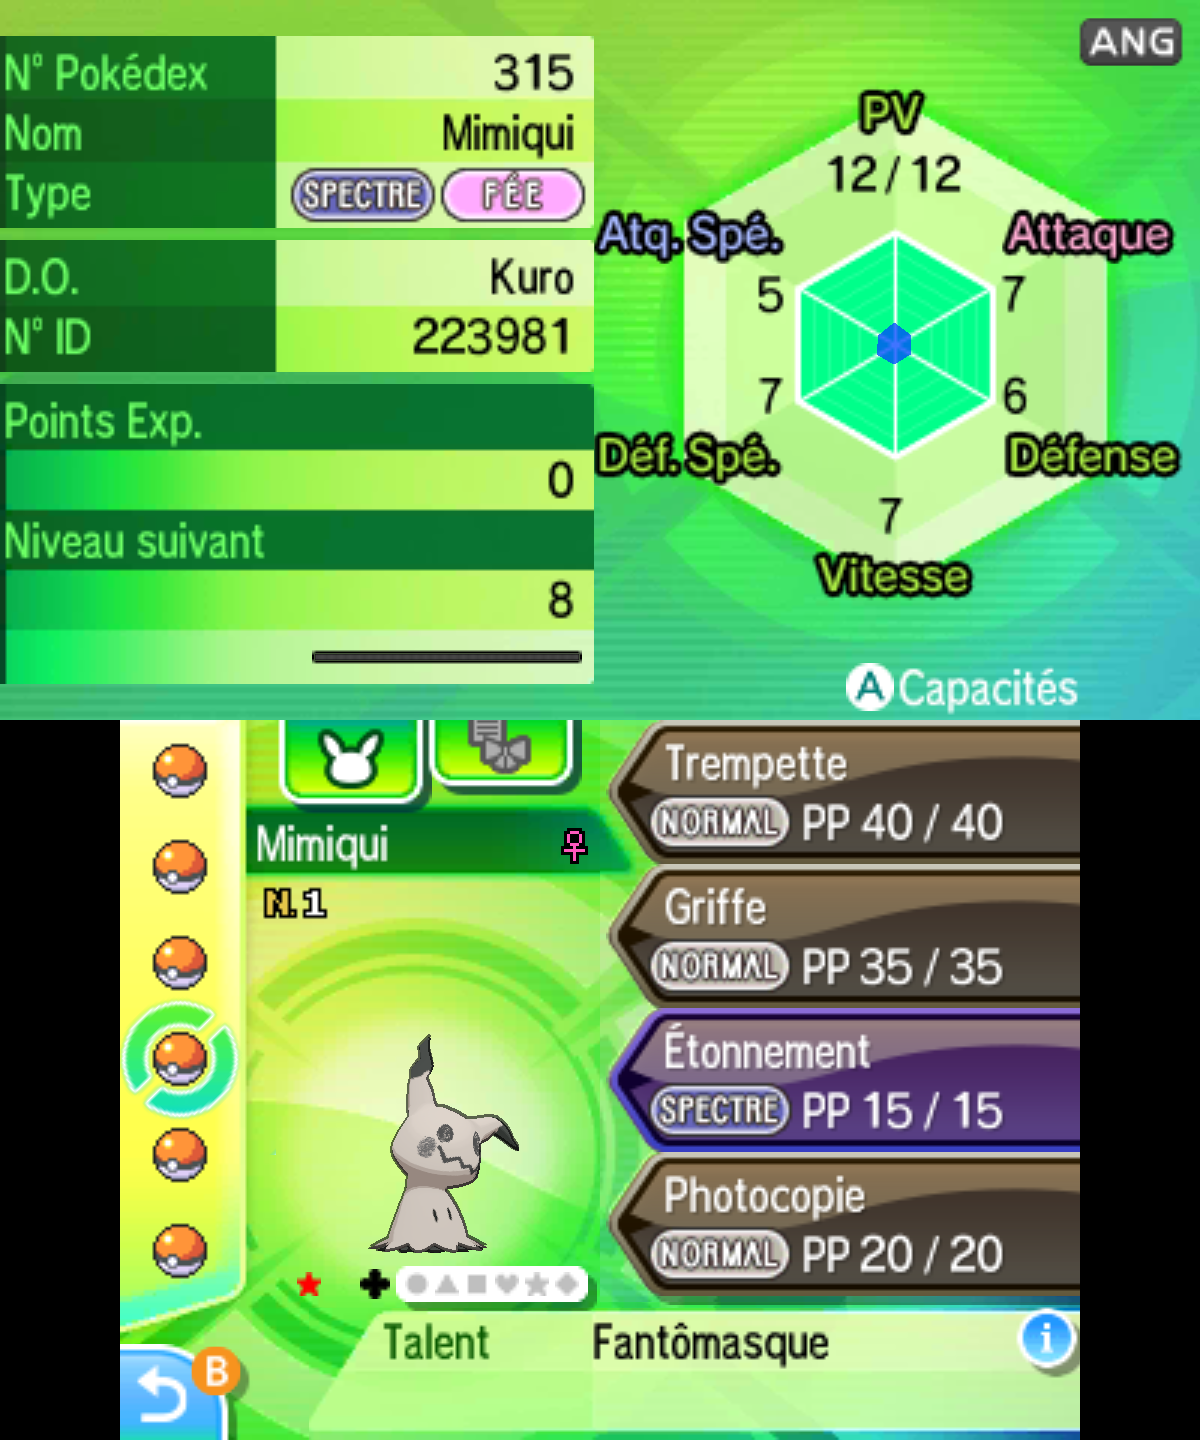 ANG
N° Pokédex 315
Nom Mimiqui
Type SPECTRE FÉE
D.O. Kuro
N° ID 223981
Points Exp.
0
Niveau suivant
8
PV
12 / 12
Atq. Spé. Attaque
5 7
7 6
Déf. Spé. Défense
7
Vitesse
A Capacités
Mimiqui ♀
N.1
Trempette
NORMAL PP 40 / 40
Griffe
NORMAL PP 35 / 35
Étonnement
SPECTRE PP 15 / 15
Photocopie
NORMAL PP 20 / 20
Talent Fantômasque
i
B